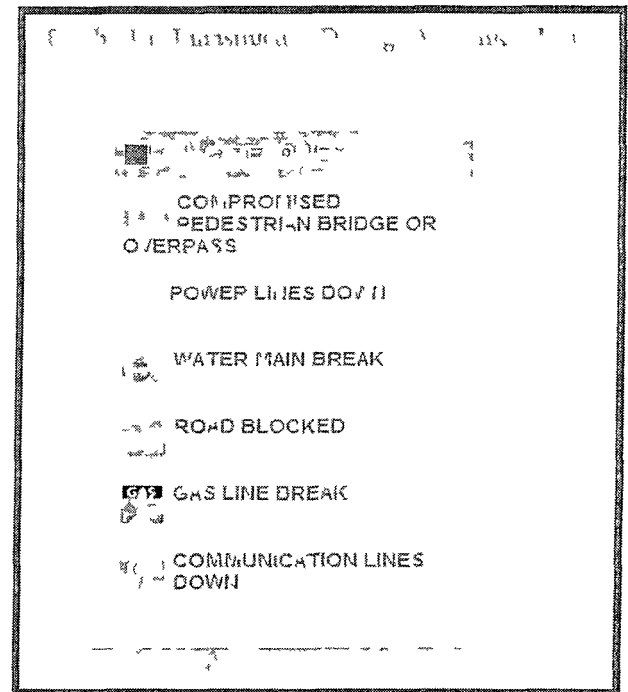 COMPROMISED
PEDESTRIAN BRIDGE OR
OVERPASS
POWER LINES DOWN
WATER MAIN BREAK
ROAD BLOCKED
GAS GAS LINE BREAK
COMMUNICATION LINES
DOWN